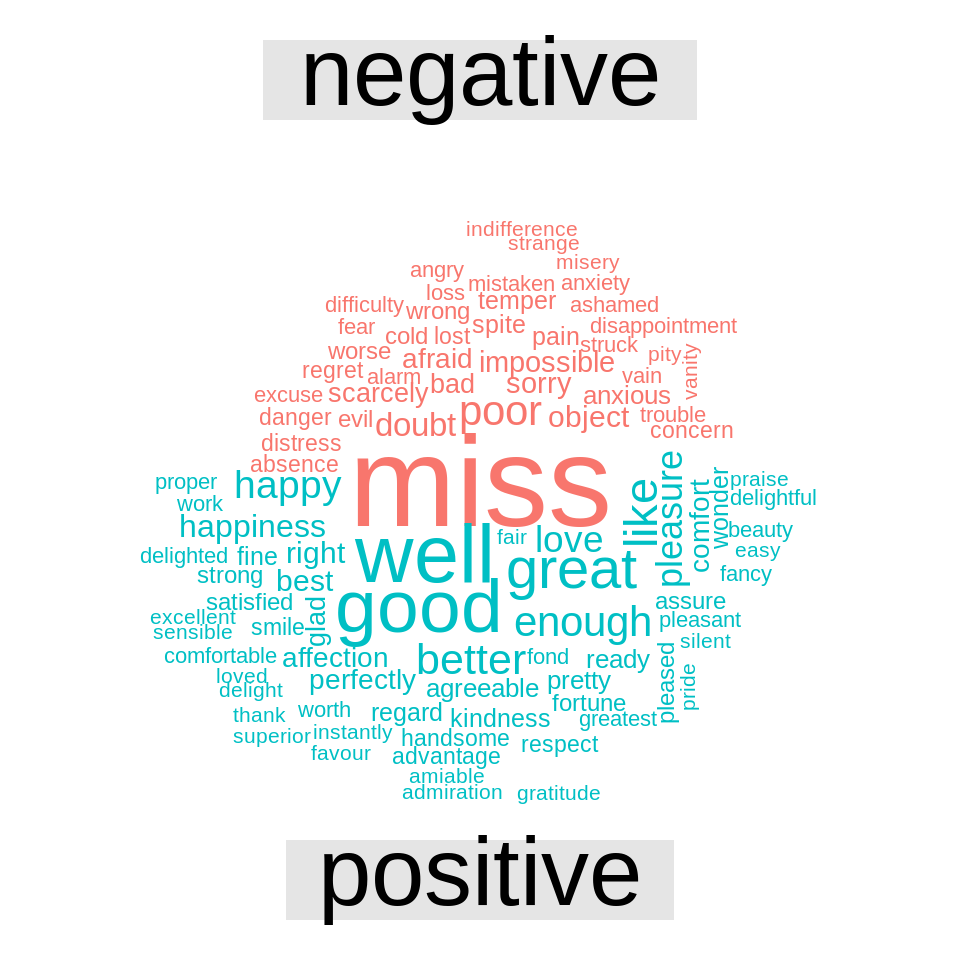 negative
indifference
strange
misery
angry
mistaken anxiety
loss temper ashamed
difficulty wrong
fear cold lost spite pain disappointment
struck
worse afraid impossible pity vanity
regret alarm bad sorry vain
excuse scarcely anxious
danger evil doubt poor object trouble
concern
distress
absence miss
proper happy like pleasure comfort wonder praise
work delightful
happiness well fair love beauty
delighted fine right great easy
strong best fancy
satisfied glad good enough assure
excellent pleasant
sensible smile silent
comfortable affection better fond ready pleased pride
loved perfectly agreeable pretty
delight
thank worth regard kindness fortune greatest
superior instantly handsome respect
favour advantage
amiable
admiration gratitude
positive